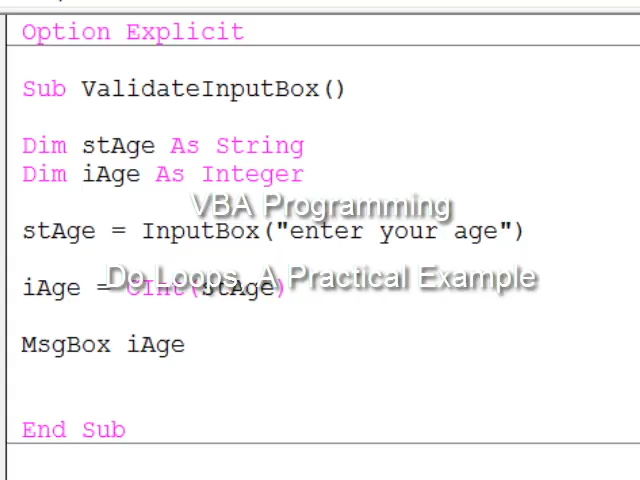 Option Explicit
Sub ValidateInputBox()
Dim stAge As String
Dim iAge As Integer
VBA Programming
stAge = InputBox("enter your age")
Do Loops, A Practical Example
iAge = CInt(stAge)
MsgBox iAge
End Sub